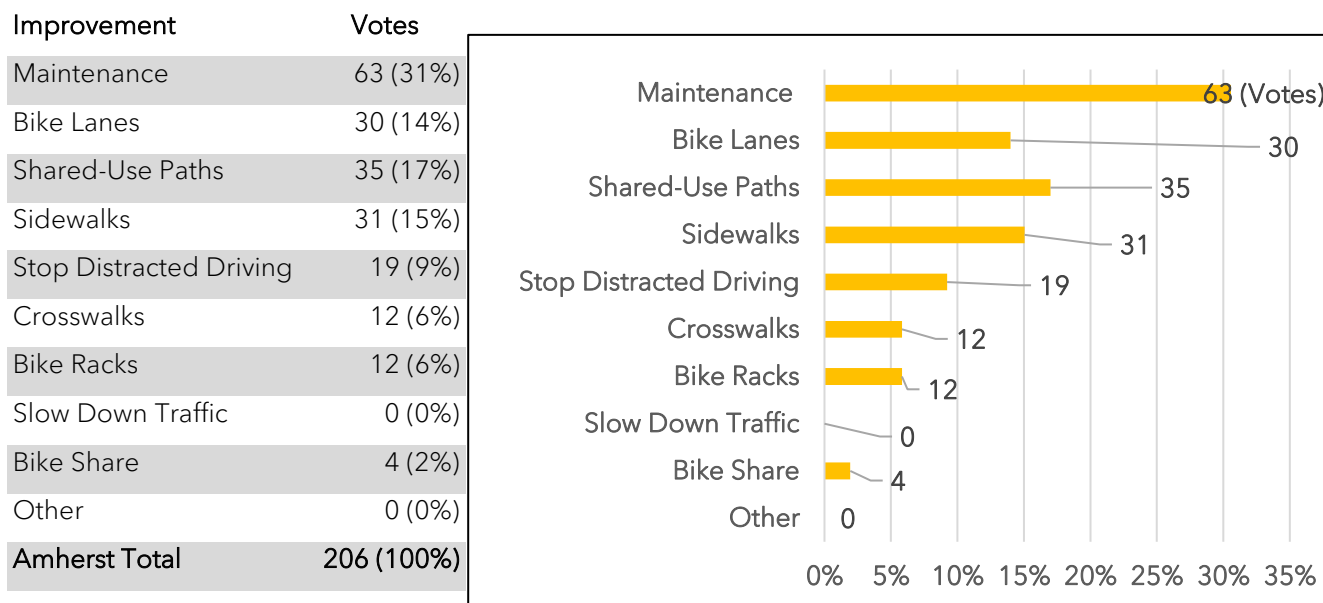 Improvement Votes
Maintenance 63 (31%)
Bike Lanes 30 (14%)
Shared-Use Paths 35 (17%)
Sidewalks 31 (15%)
Stop Distracted Driving 19 (9%)
Crosswalks 12 (6%)
Bike Racks 12 (6%)
Slow Down Traffic 0 (0%)
Bike Share 4 (2%)
Other 0 (0%)
Amherst Total 206 (100%)
Maintenance 63 (Votes)
Bike Lanes 30
Shared-Use Paths 35
Sidewalks 31
Stop Distracted Driving 19
Crosswalks 12
Bike Racks 12
Slow Down Traffic 0
Bike Share 4
Other 0
0% 5% 10% 15% 20% 25% 30% 35%